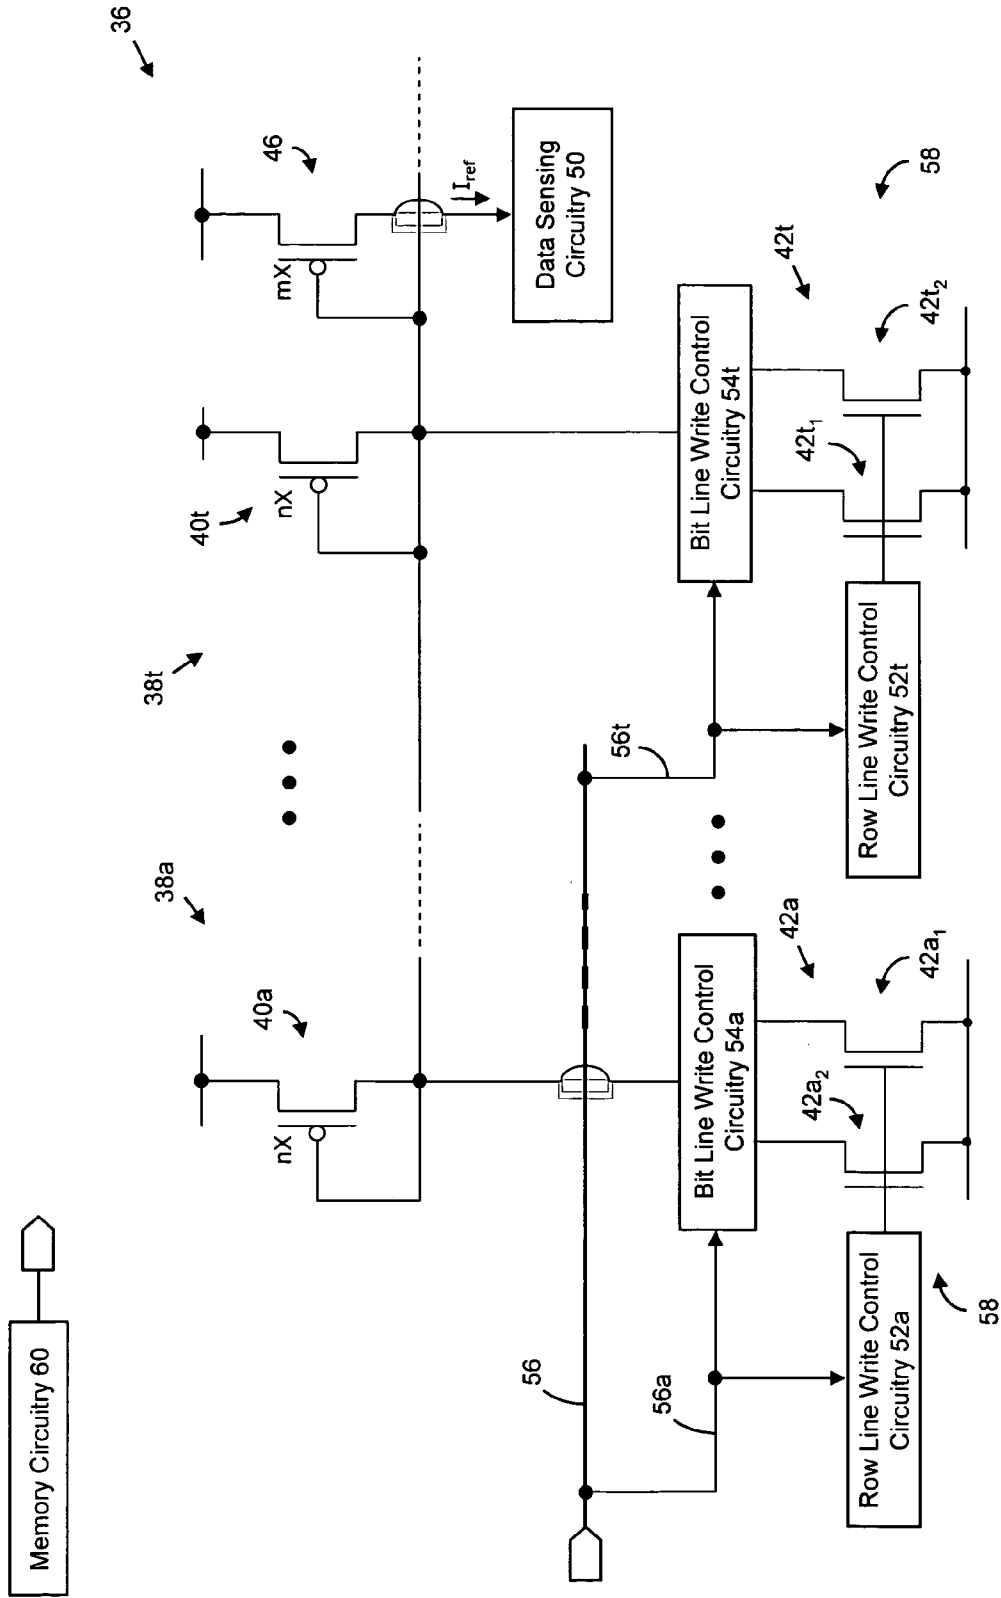 Memory Circuitry 60
36
46
mX
I_ref
Data Sensing
Circuitry 50
40t
nX
38t
38a
40a
nX
56
56a
56t
Bit Line Write Control
Circuitry 54t
42t
58
42t₁
42t₂
Row Line Write Control
Circuitry 52t
Bit Line Write Control
Circuitry 54a
42a
42a₂
42a₁
Row Line Write Control
Circuitry 52a
58